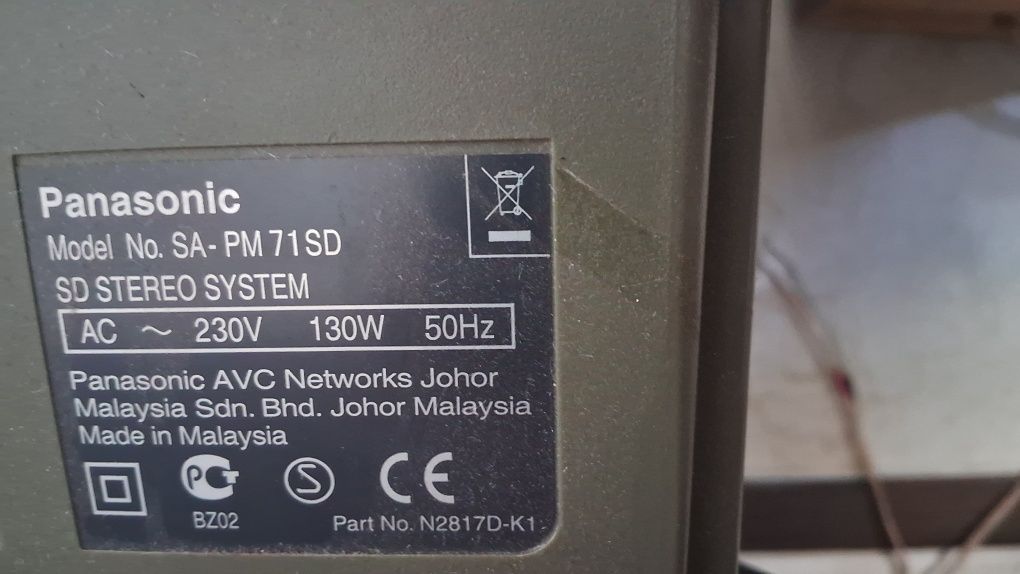 Panasonic
Model No. SA-PM71SD
SD STEREO SYSTEM
AC ~ 230V 130W 50Hz
Panasonic AVC Networks Johor
Malaysia Sdn. Bhd. Johor Malaysia
Made in Malaysia
PCT S CE
BZ02 Part No. N2817D-K1